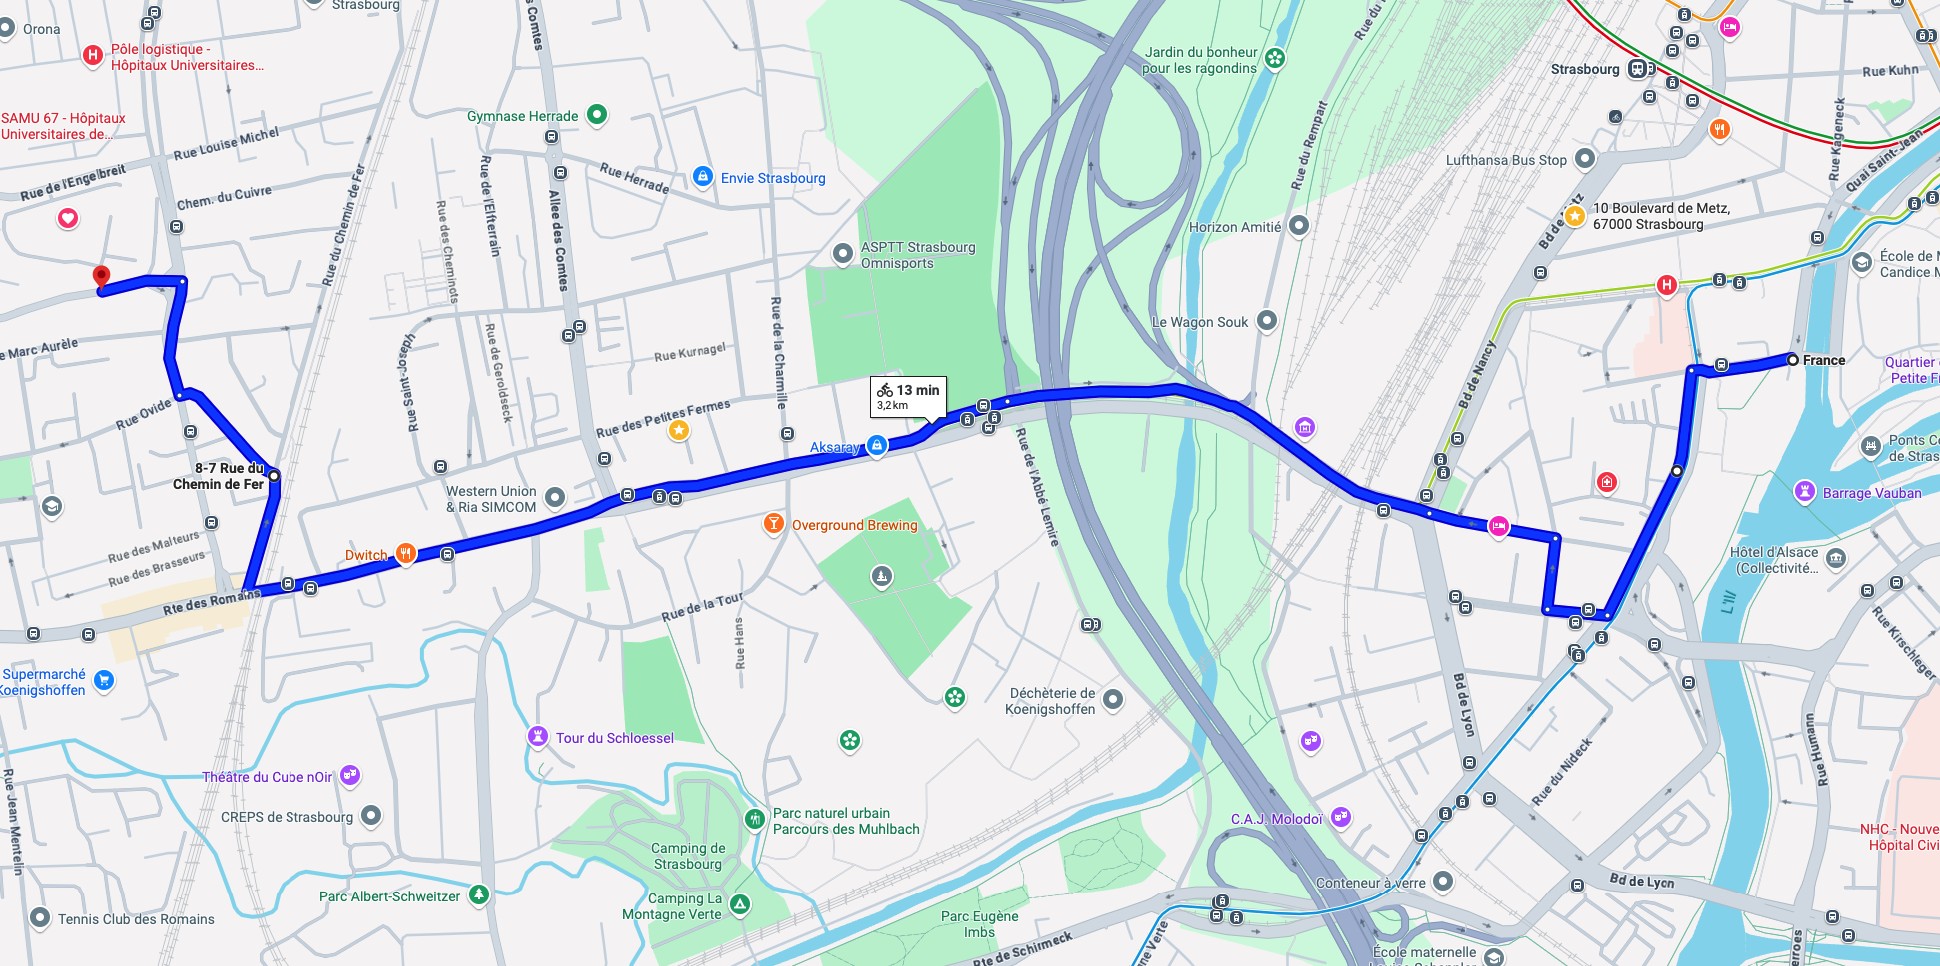 Strasbourg
Orona
Pôle logistique -
Hôpitaux Universitaires...
SAMU 67 - Hôpitaux
Universitaires de...
Rue Louise Michel
Rue de l'Engelbreit
Chem. du Cuivre
Rue du Chemin de Fer
Gymnase Herrade
Rue de l'Elfterrain
Rue des Cheminots
Allee des Comtes
Rue Herrade
Envie Strasbourg
ASPTT Strasbourg
Omnisports
Jardin du bonheur
pour les ragondins
Rue du Rempart
Horizon Amitié
Le Wagon Souk
Strasbourg
Rue Kuhn
Rue Kageneck
Quai Saint-Jean
Lufthansa Bus Stop
10 Boulevard de Metz,
67000 Strasbourg
Bd de Metz
Bd de Nancy
École de
Candice
France
Quartier
Petite
Ponts
de Stras
Barrage Vauban
Hôtel d'Alsace
(Collectivité...
L'Ill
Rue Kirschleger
Rue Humann
NHC - Nouve
Hôpital Civi
Marc Aurèle
Rue Saint-Joseph
Rue de Geroldseck
Rue Kurnagel
Rue de la Charmille
Rue des Petites Fermes
13 min
3,2 km
Aksaray
Rue Ovide
8-7 Rue du
Chemin de Fer
Western Union
& Ria SIMCOM
Overground Brewing
Rue de l'Abbé Lemire
Dwitch
Rue des Malteurs
Rue des Brasseurs
Rte des Romains
Rue de la Tour
Rue Hans
Supermarché
Koenigshoffen
Tour du Schloessel
Déchèterie de
Koenigshoffen
Bd de Lyon
Rue du Nideck
Théâtre du Cube nOir
CREPS de Strasbourg
Rue Jean Mentelin
Parc naturel urbain
Parcours des Muhlbach
Camping de
Strasbourg
C.A.J. Molodoï
Parc Albert-Schweitzer
Camping La
Montagne Verte
Tennis Club des Romains
Parc Eugène
Imbs
Conteneur à verre
Bd de Lyon
Rte de Schirmeck
École maternelle